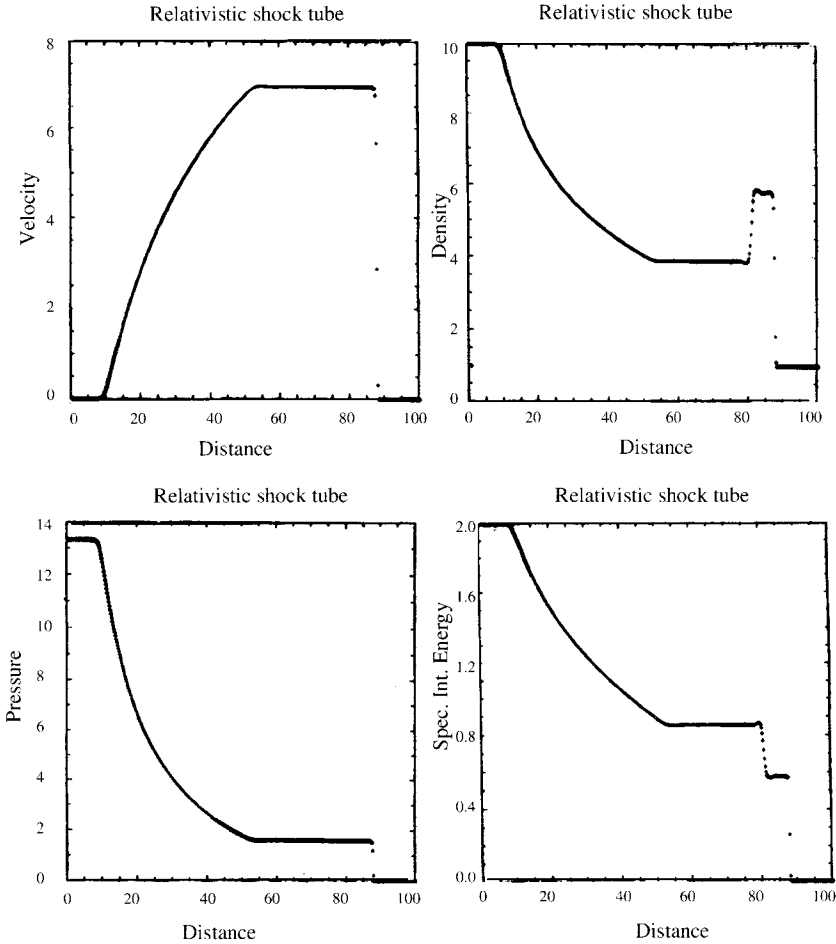 Relativistic shock tube
8
6
4
2
0
Velocity
0 20 40 60 80 100
Distance
Relativistic shock tube
10
8
6
4
2
0
Density
0 20 40 60 80 100
Distance
Relativistic shock tube
14
12
10
8
6
4
2
0
Pressure
0 20 40 60 80 100
Distance
Relativistic shock tube
2.0
1.6
1.2
0.8
0.4
0.0
Spec. Int. Energy
0 20 40 60 80 100
Distance